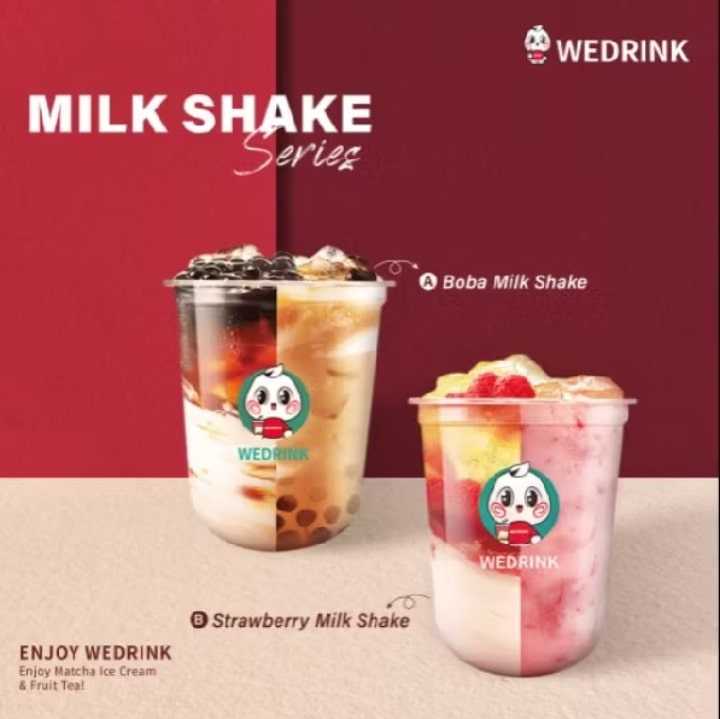 WEDRINK
MILK SHAKE
Series
A Boba Milk Shake
WEDRINK
WEDRINK
B Strawberry Milk Shake
ENJOY WEDRINK
Enjoy Matcha Ice Cream
& Fruit Tea!